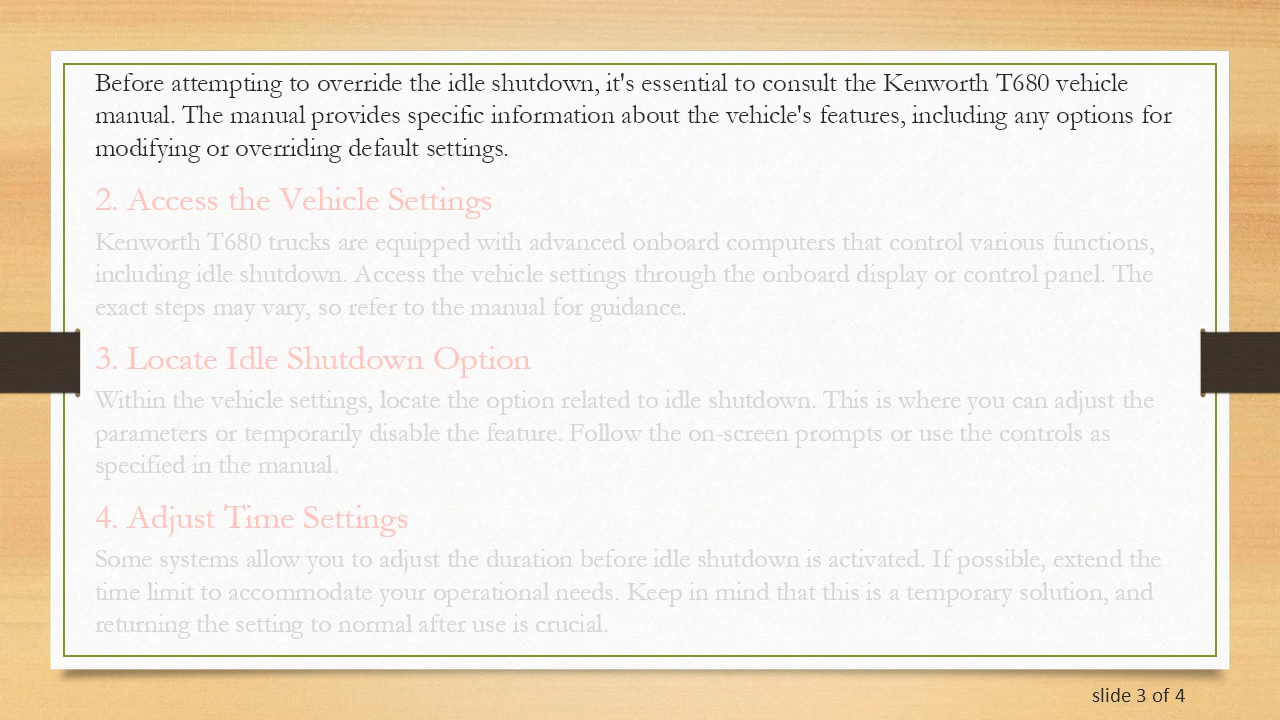 Before attempting to override the idle shutdown, it's essential to consult the Kenworth T680 vehicle
manual. The manual provides specific information about the vehicle's features, including any options for
modifying or overriding default settings.
2. Access the Vehicle Settings
Kenworth T680 trucks are equipped with advanced onboard computers that control various functions,
including idle shutdown. Access the vehicle settings through the onboard display or control panel. The
exact steps may vary, so refer to the manual for guidance.
3. Locate Idle Shutdown Option
Within the vehicle settings, locate the option related to idle shutdown. This is where you can adjust the
parameters or temporarily disable the feature. Follow the on-screen prompts or use the controls as
specified in the manual.
4. Adjust Time Settings
Some systems allow you to adjust the duration before idle shutdown is activated. If possible, extend the
time limit to accommodate your operational needs. Keep in mind that this is a temporary solution, and
returning the setting to normal after use is crucial.
slide 3 of 4